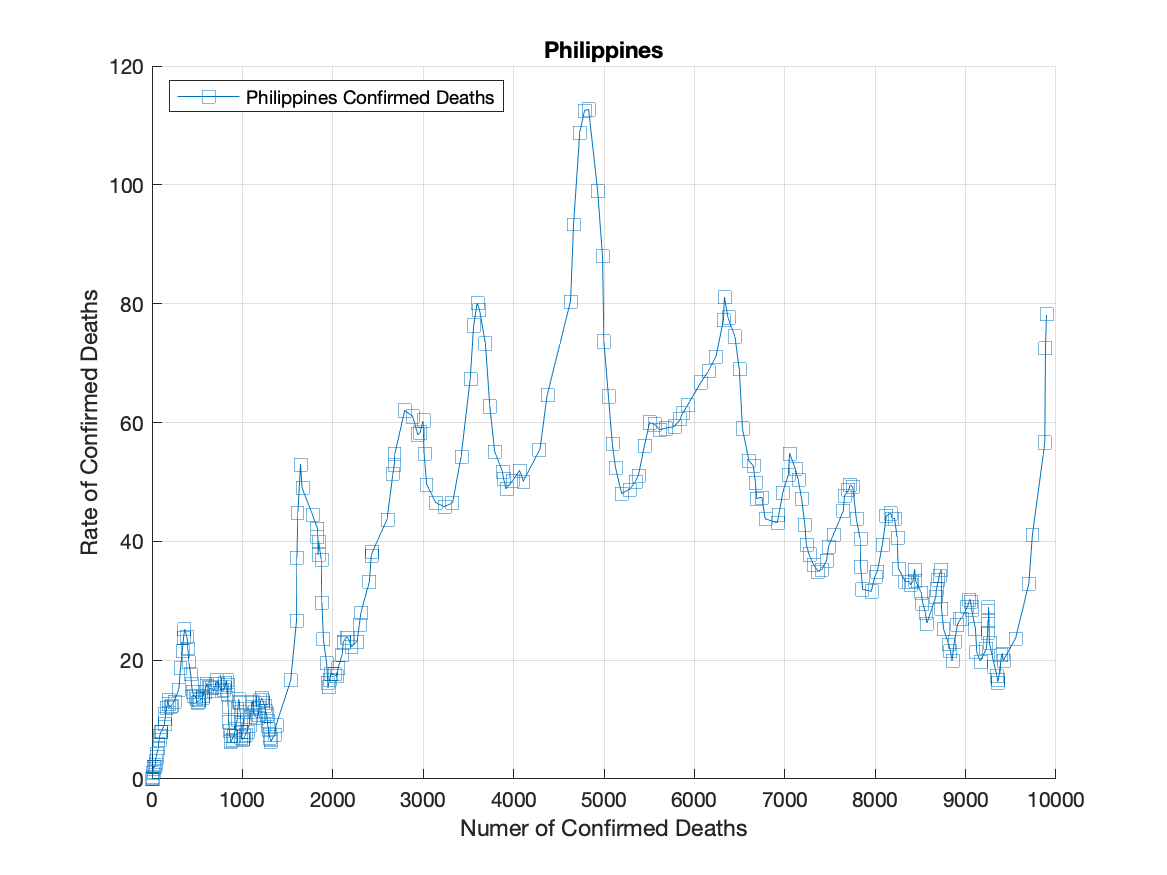 Philippines
Philippines Confirmed Deaths
120
100
80
60
40
20
0
Rate of Confirmed Deaths
0 1000 2000 3000 4000 5000 6000 7000 8000 9000 10000
Numer of Confirmed Deaths